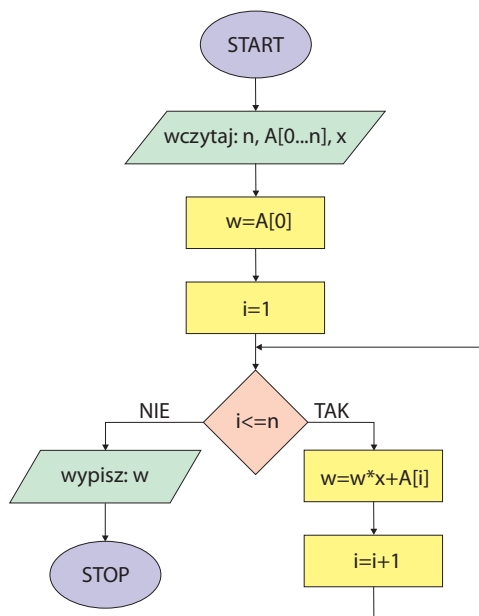 START
wczytaj: n, A[0...n], x
w=A[0]
i=1
NIE
i<=n
TAK
wypisz: w
w=w*x+A[i]
i=i+1
STOP